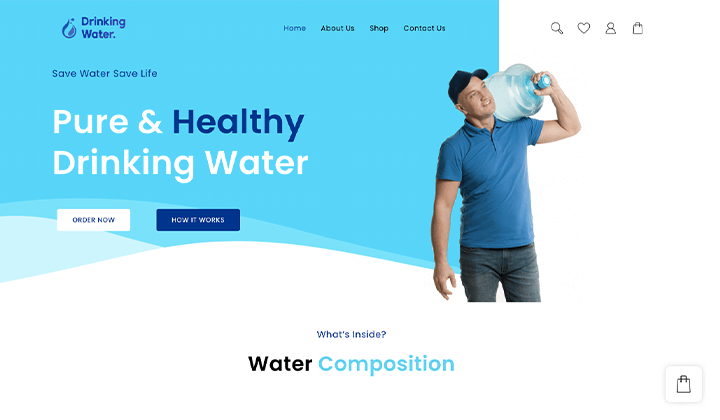 Drinking
Water.
Home About Us Shop Contact Us
Save Water Save Life
Pure & Healthy
Drinking Water
ORDER NOW HOW IT WORKS
What's Inside?
Water Composition